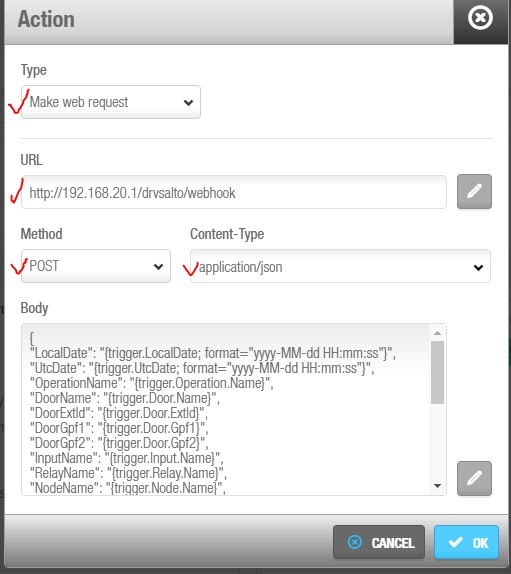 Action
Type
Make web request
URL
http://192.168.20.1/drvsalto/webhook
Method
Content-Type
POST
application/json
Body
{
"LocalDate": "{trigger.LocalDate; format="yyyy-MM-dd HH:mm:ss"}",
"UtcDate": "{trigger.UtcDate; format="yyyy-MM-dd HH:mm:ss"}",
"OperationName": "{trigger.Operation.Name}",
"DoorName": "{trigger.Door.Name}",
"DoorExtId": "{trigger.Door.ExtId}",
"DoorGpf1": "{trigger.Door.Gpf1}",
"DoorGpf2": "{trigger.Door.Gpf2}",
"InputName": "{trigger.Input.Name}",
"RelayName": "{trigger.Relay.Name}",
"NodeName": "{trigger.Node.Name}",
CANCEL
OK